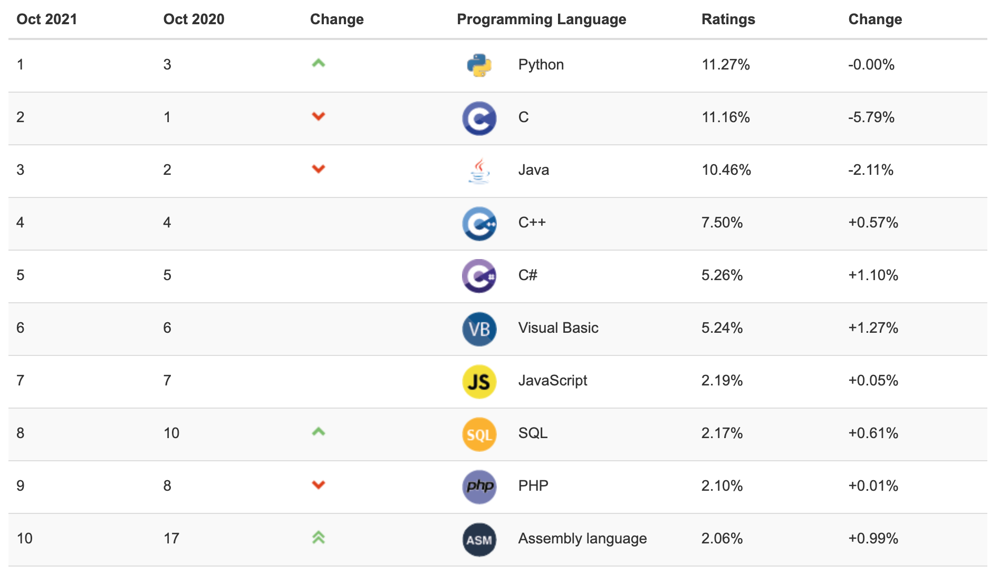 Oct 2021 Oct 2020 Change Programming Language Ratings Change
1 3 Python 11.27% -0.00%
2 1 C C 11.16% -5.79%
3 2 Java 10.46% -2.11%
4 4 C++ C++ 7.50% +0.57%
5 5 C# C# 5.26% +1.10%
6 6 VB Visual Basic 5.24% +1.27%
7 7 JS JavaScript 2.19% +0.05%
8 10 SQL SQL 2.17% +0.61%
9 8 php PHP 2.10% +0.01%
10 17 ASM Assembly language 2.06% +0.99%